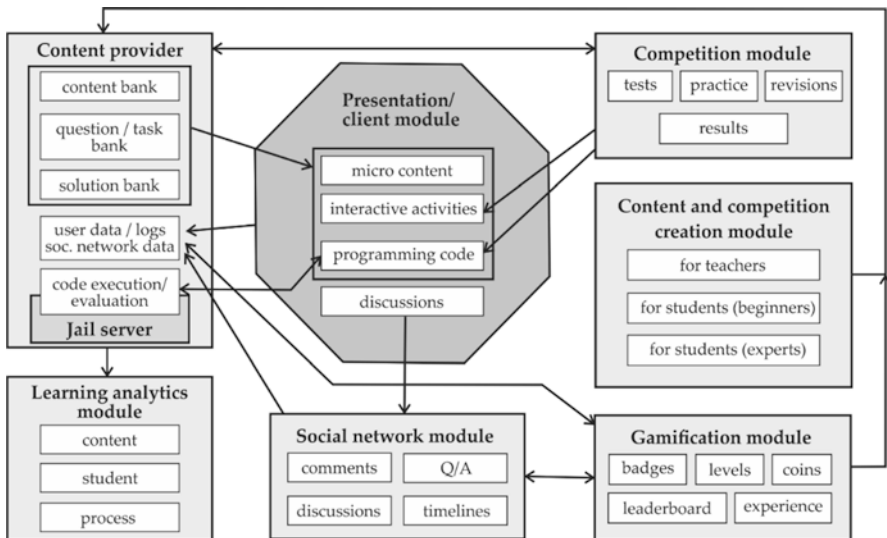 Content provider
content bank
question / task
bank
solution bank
user data / logs
soc. network data
code execution/
evaluation
Jail server
Learning analytics
module
content
student
process
Presentation/
client module
micro content
interactive activities
programming code
discussions
Social network module
comments
Q/A
discussions
timelines
Competition module
tests
practice
revisions
results
Content and competition
creation module
for teachers
for students (beginners)
for students (experts)
Gamification module
badges
levels
coins
leaderboard
experience